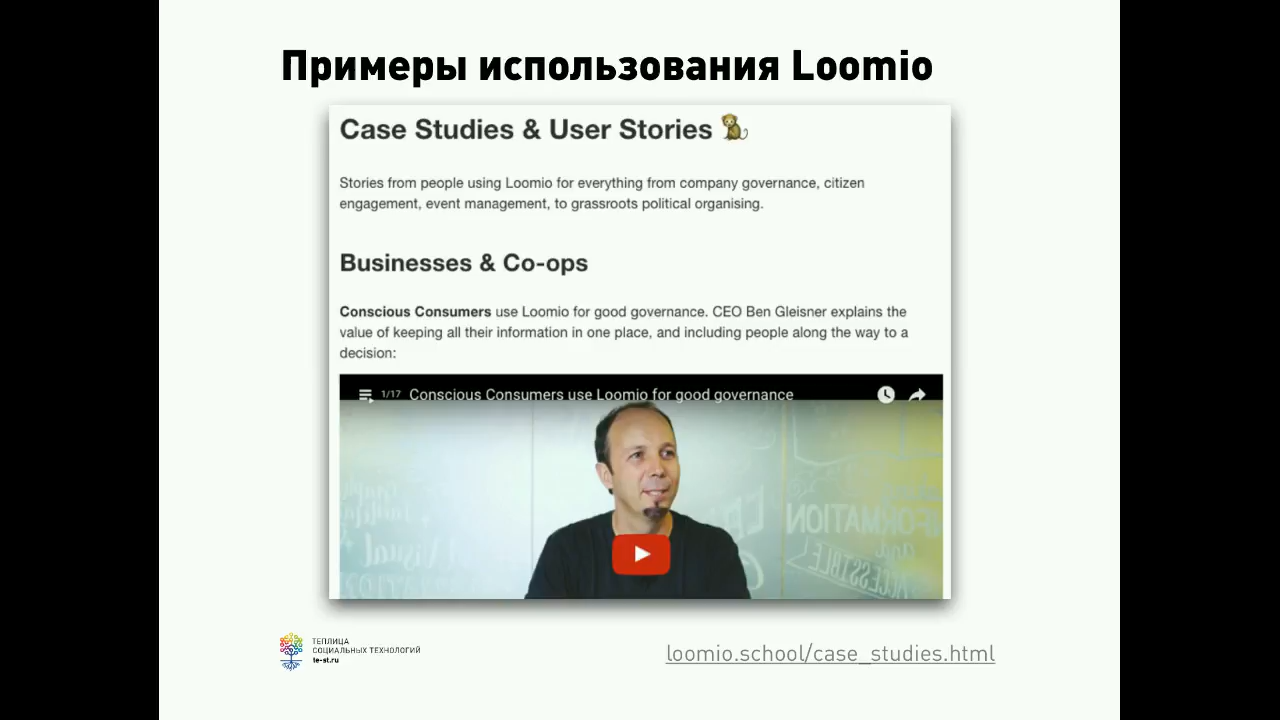 Примеры использования Loomio
Case Studies & User Stories
Stories from people using Loomio for everything from company governance, citizen
engagement, event management, to grassroots political organising.
Businesses & Co-ops
Conscious Consumers use Loomio for good governance. CEO Ben Gleisner explains the
value of keeping all their information in one place, and including people along the way to a
decision:
1/17 Conscious Consumers use Loomio for good governance
INFORMATION
and
ACCESSIBLE
Visual
ТЕПЛИЦА
СОЦИАЛЬНЫХ ТЕХНОЛОГИЙ
te-st.ru
loomio.school/case_studies.html